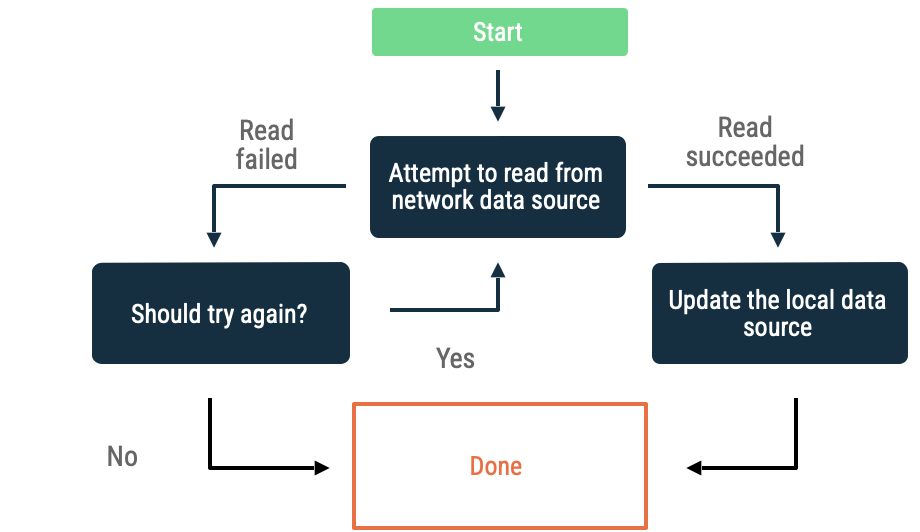 Start
Read
failed
Read
succeeded
Attempt to read from
network data source
Should try again?
Update the local data
source
Yes
No
Done